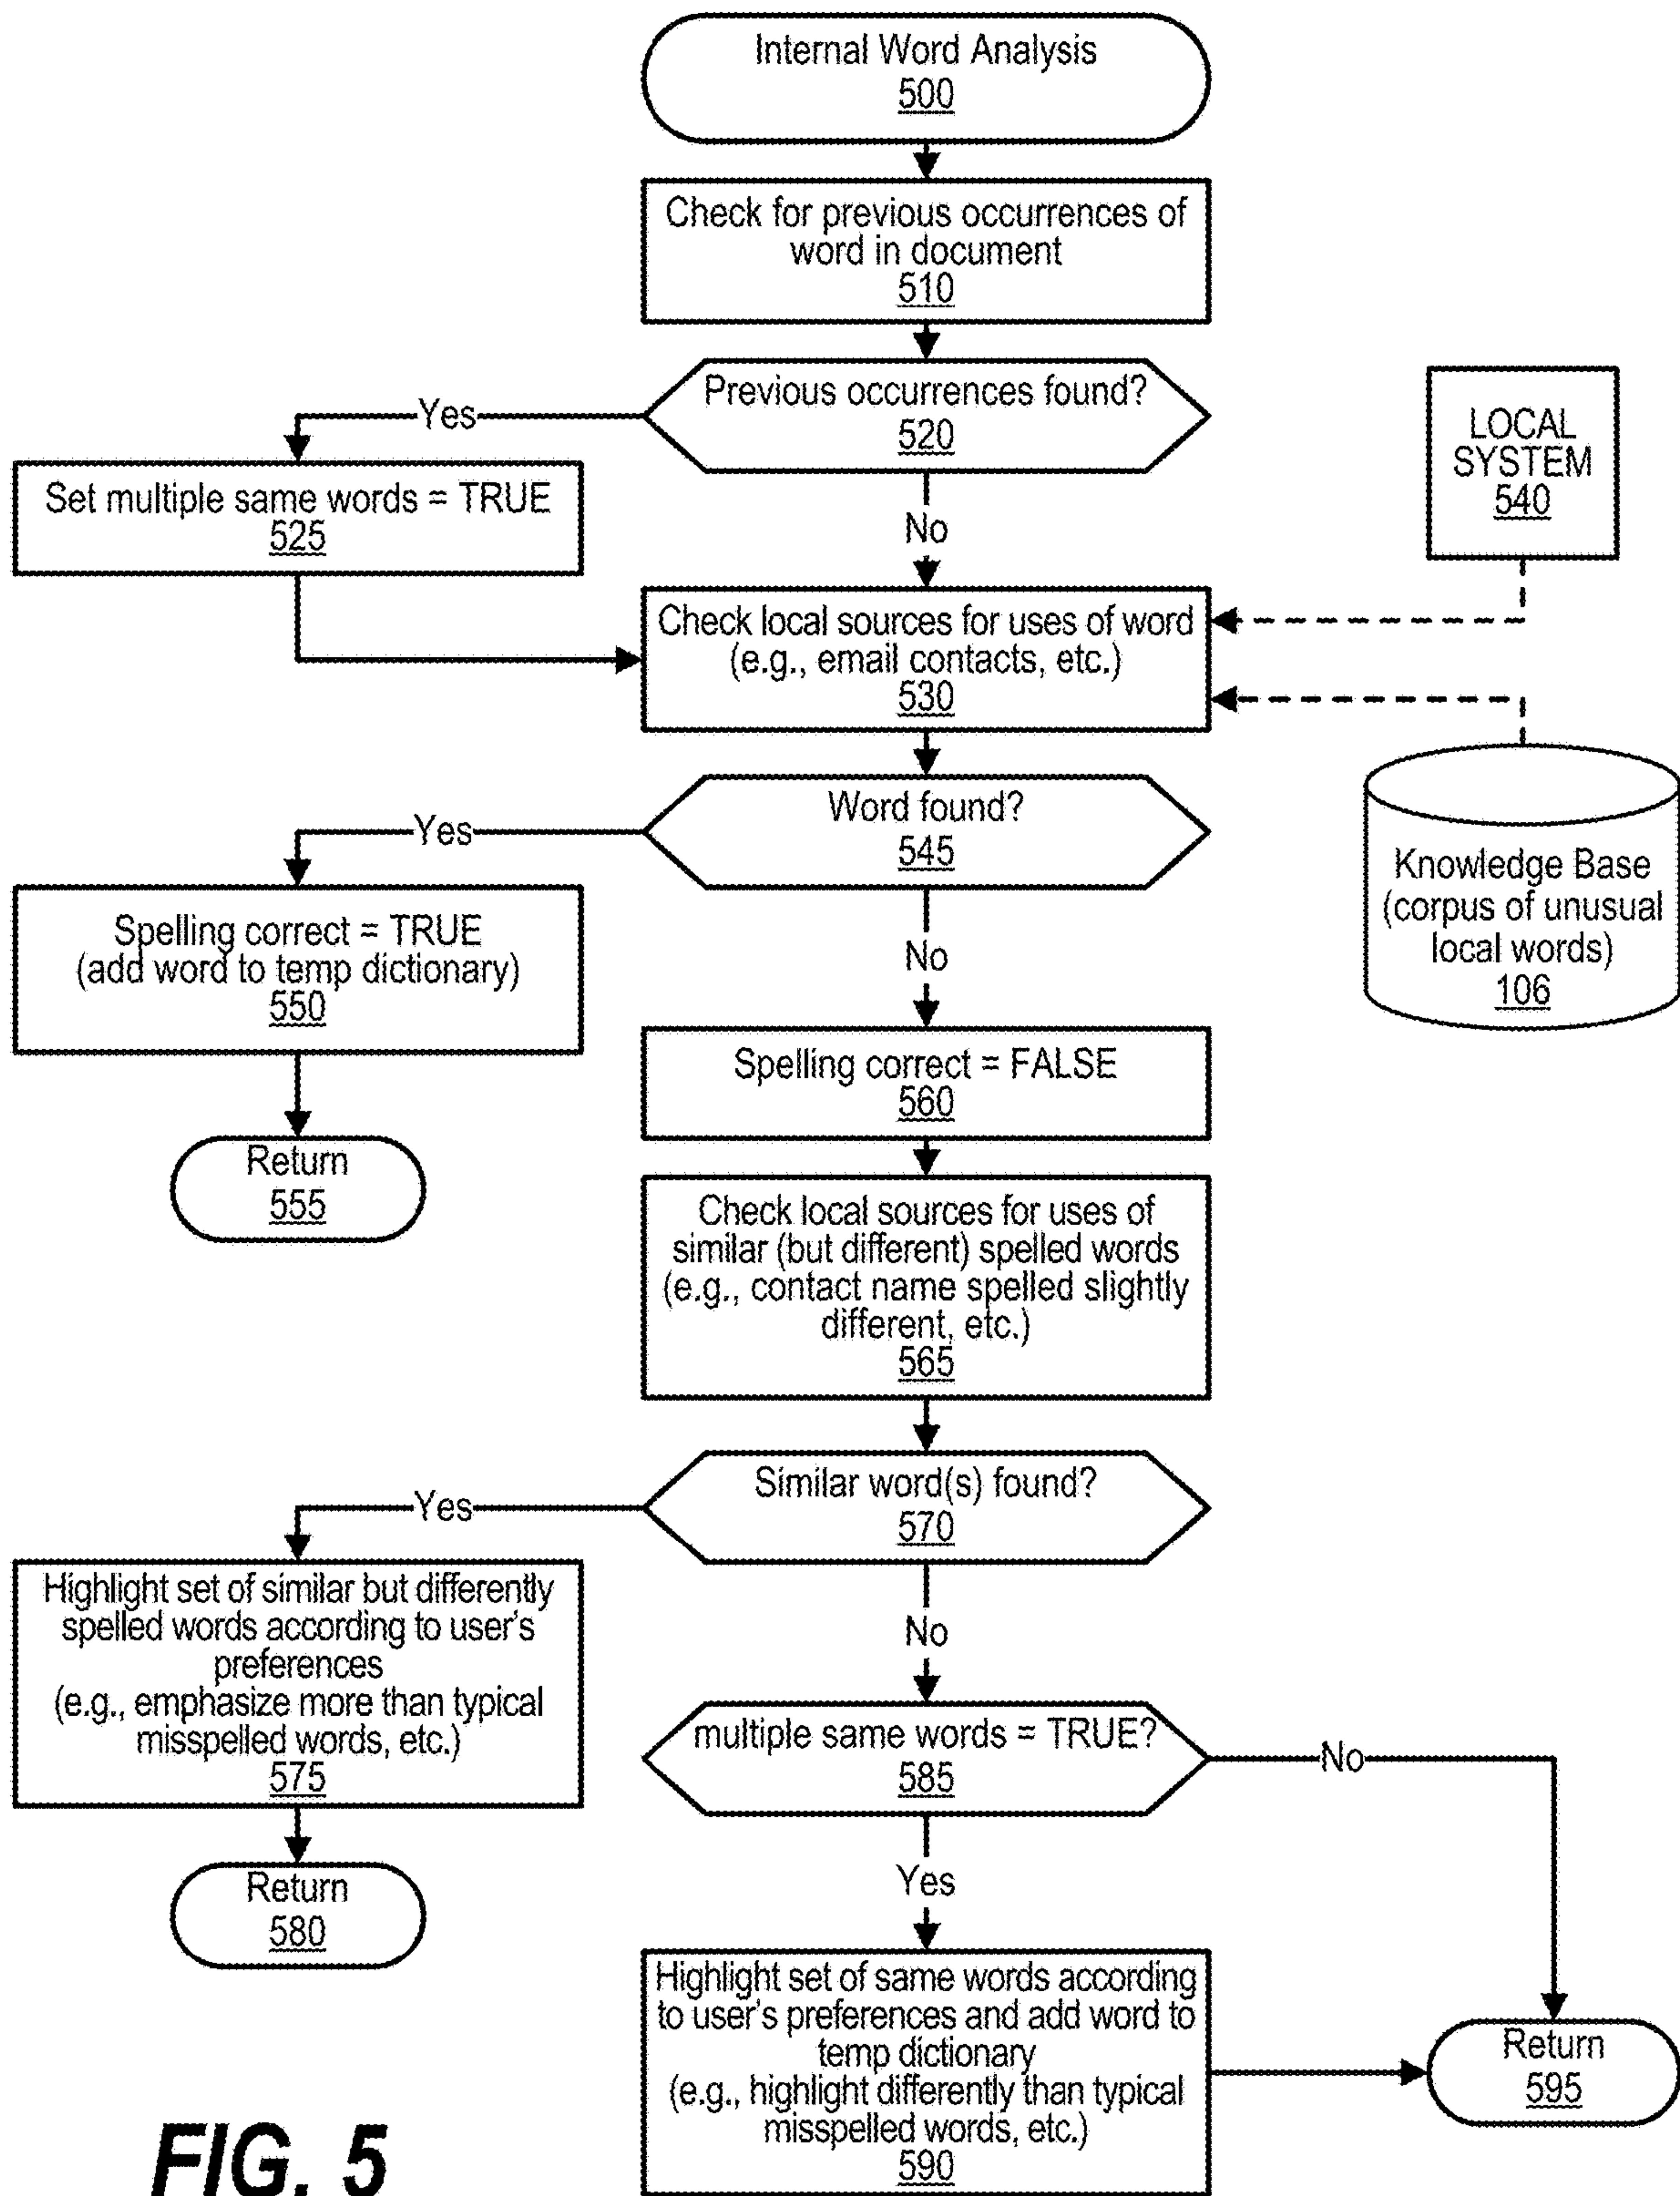 Internal Word Analysis
500
Check for previous occurrences of
word in document
510
Previous occurrences found?
520
Yes
Set multiple same words = TRUE
525
No
LOCAL
SYSTEM
540
Check local sources for uses of word
(e.g., email contacts, etc.)
530
Word found?
545
Yes
Knowledge Base
(corpus of unusual
local words)
106
Spelling correct = TRUE
(add word to temp dictionary)
550
No
Return
555
Spelling correct = FALSE
560
Check local sources for uses of
similar (but different) spelled words
(e.g., contact name spelled slightly
different, etc.)
565
Similar word(s) found?
570
Yes
Highlight set of similar but differently
spelled words according to user's
preferences
(e.g., emphasize more than typical
misspelled words, etc.)
575
Return
580
No
multiple same words = TRUE?
585
No
Yes
Highlight set of same words according
to user's preferences and add word to
temp dictionary
(e.g., highlight differently than typical
misspelled words, etc.)
590
Return
595
FIG. 5